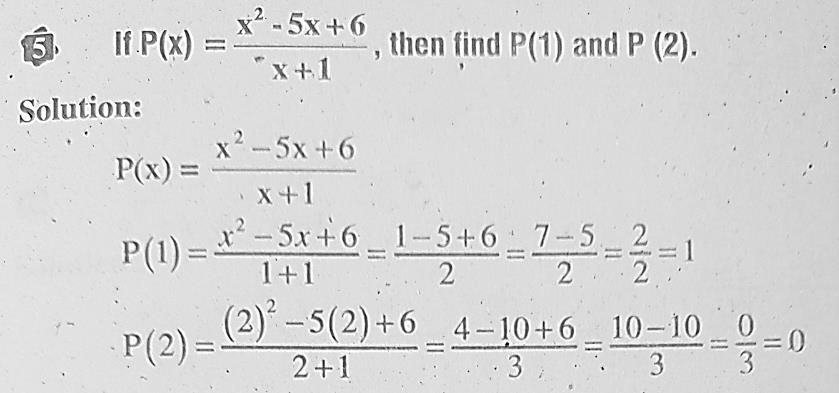 5 If P(x) = (x² - 5x + 6)/(x + 1), then find P(1) and P (2).
Solution:
P(x) = (x² – 5x + 6)/(x + 1)
P(1) = (x² – 5x + 6)/(1 + 1) = (1 – 5 + 6)/2 = (7 – 5)/2 = 2/2 = 1
P(2) = ((2)² – 5(2) + 6)/(2 + 1) = (4 – 10 + 6)/3 = (10 – 10)/3 = 0/3 = 0